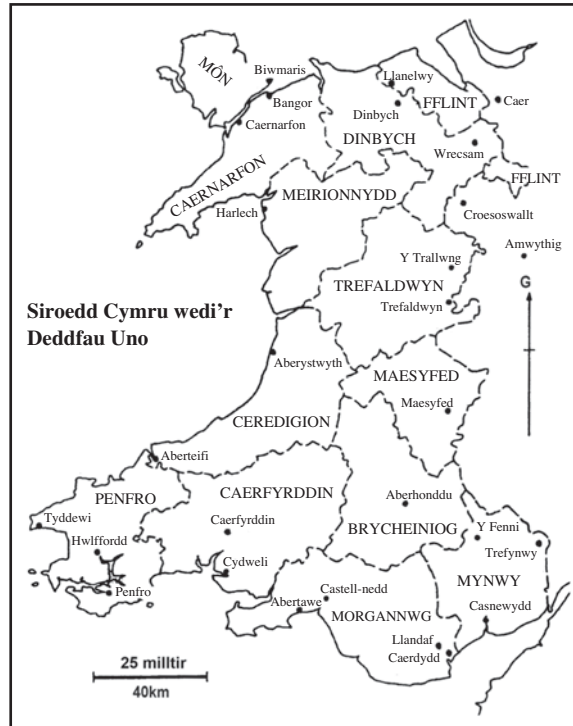 MÔN
Biwmaris
Bangor
Caernarfon
CAERNARFON
Llanelwy
FFLINT
Caer
Dinbych
DINBYCH
Wrecsam
FFLINT
MEIRIONNYDD
Harlech
Croesoswallt
Amwythig
Y Trallwng
TREFALDWYN
Trefaldwyn
G
Siroedd Cymru wedi'r
Deddfau Uno
Aberystwyth
MAESYFED
Maesyfed
CEREDIGION
Aberteifi
PENFRO
CAERFYRDDIN
Aberhonddu
Tyddewi
Caerfyrddin
BRYCHEINIOG
Y Fenni
Hwlffordd
Trefynwy
Cydweli
MYNWY
Penfro
Castell-nedd
Abertawe
MORGANNWG
Casnewydd
Llandaf
Caerdydd
25 milltir
40km